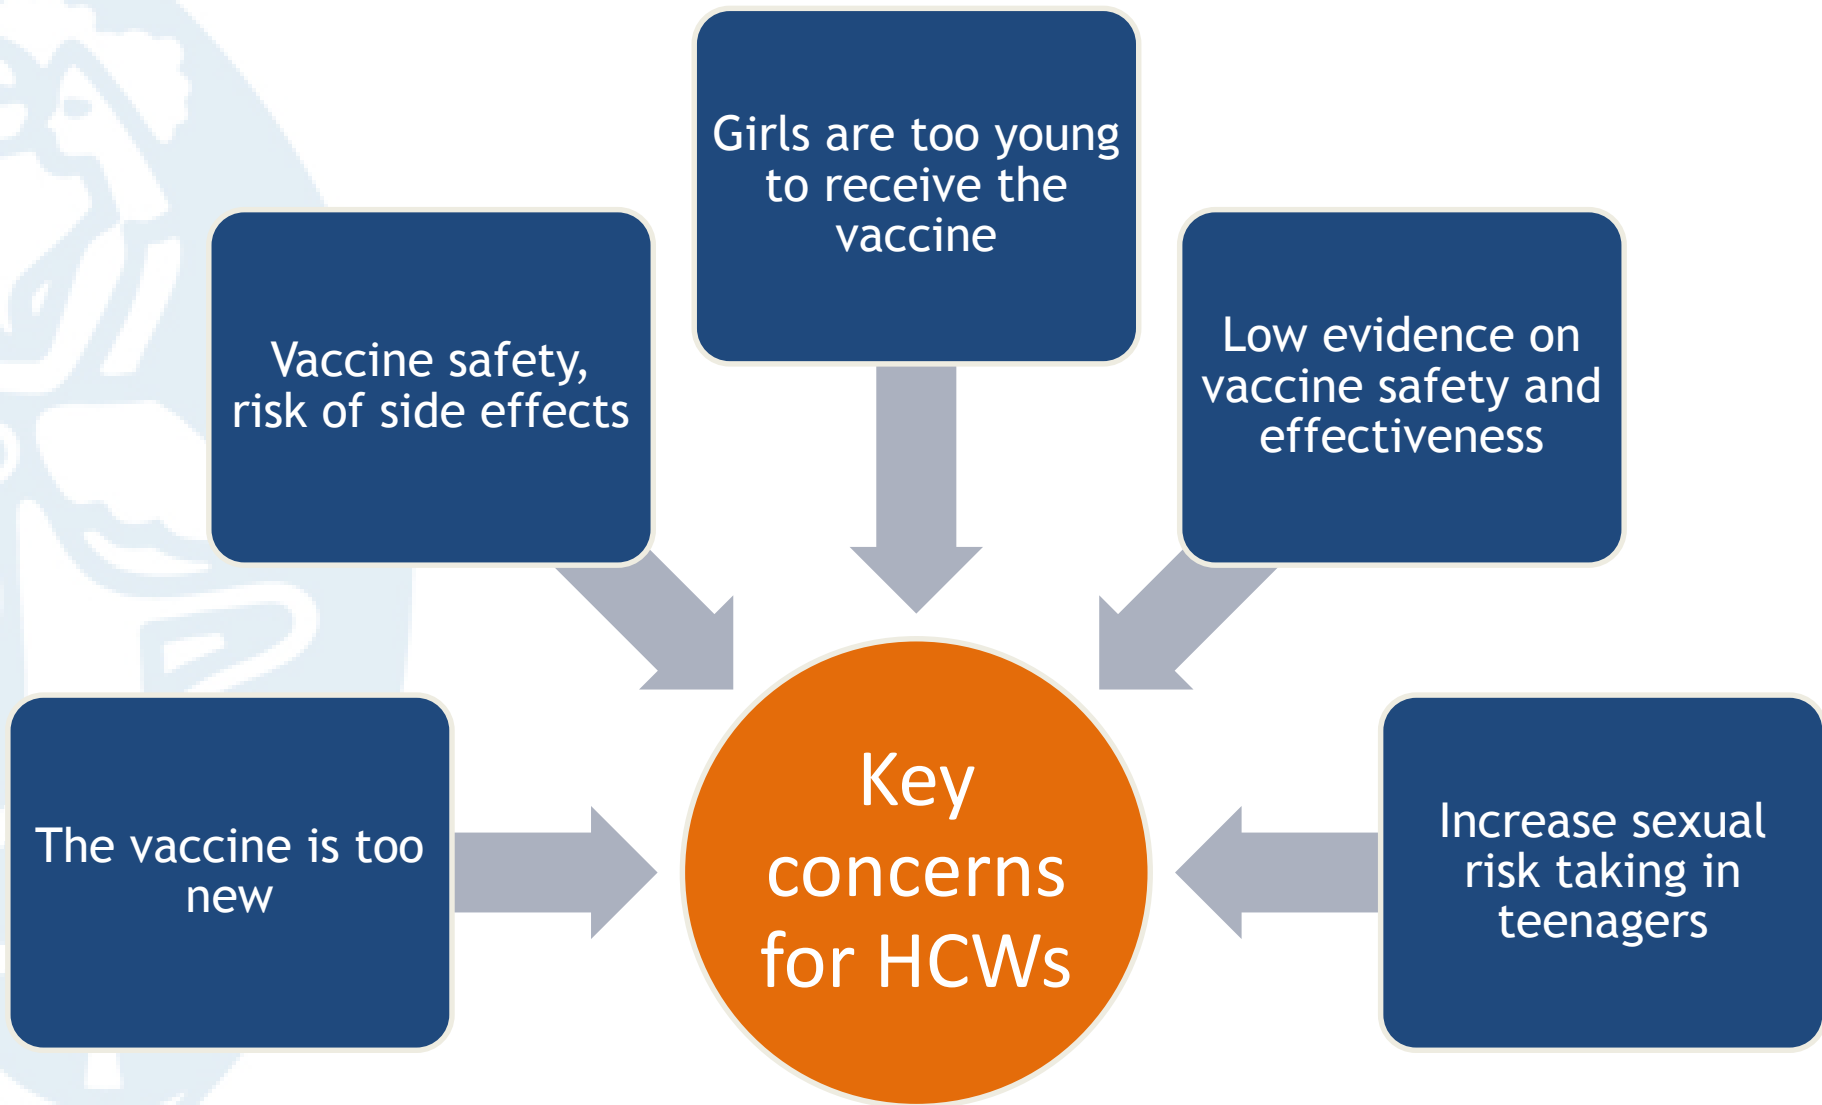 The vaccine is too
new
Vaccine safety,
risk of side effects
Girls are too young
to receive the
vaccine
Low evidence on
vaccine safety and
effectiveness
Increase sexual
risk taking in
teenagers
Key
concerns
for HCWs